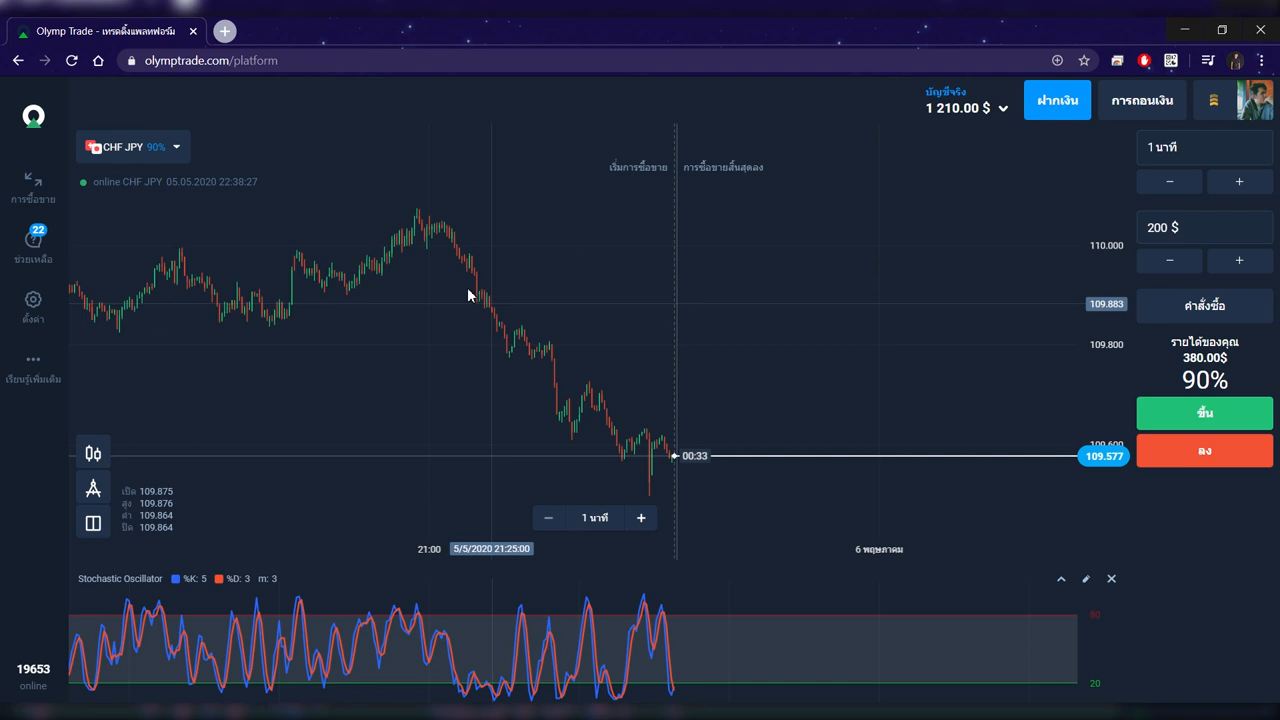 Olymp Trade - เทรดดิ้งแพลทฟอร์ม
olymptrade.com/platform
บัญชีจริง
1 210.00 $
ฝากเงิน
การถอนเงิน
CHF JPY 90%
online CHF JPY 05.05.2020 22:38:27
เริ่มการซื้อขาย
การซื้อขายสิ้นสุดลง
1 นาที
200 $
คำสั่งซื้อ
รายได้ของคุณ
380.00$
90%
ขึ้น
ลง
การซื้อขาย
22
ช่วยเหลือ
ตั้งค่า
เรียนรู้เพิ่มเติม
110.000
109.883
109.800
109.600
109.577
00:33
เปิด 109.875
สูง 109.876
ต่ำ 109.864
ปิด 109.864
1 นาที
21:00
5/5/2020 21:25:00
6 พฤษภาคม
Stochastic Oscillator %K: 5 %D: 3 m: 3
80
20
19653
online